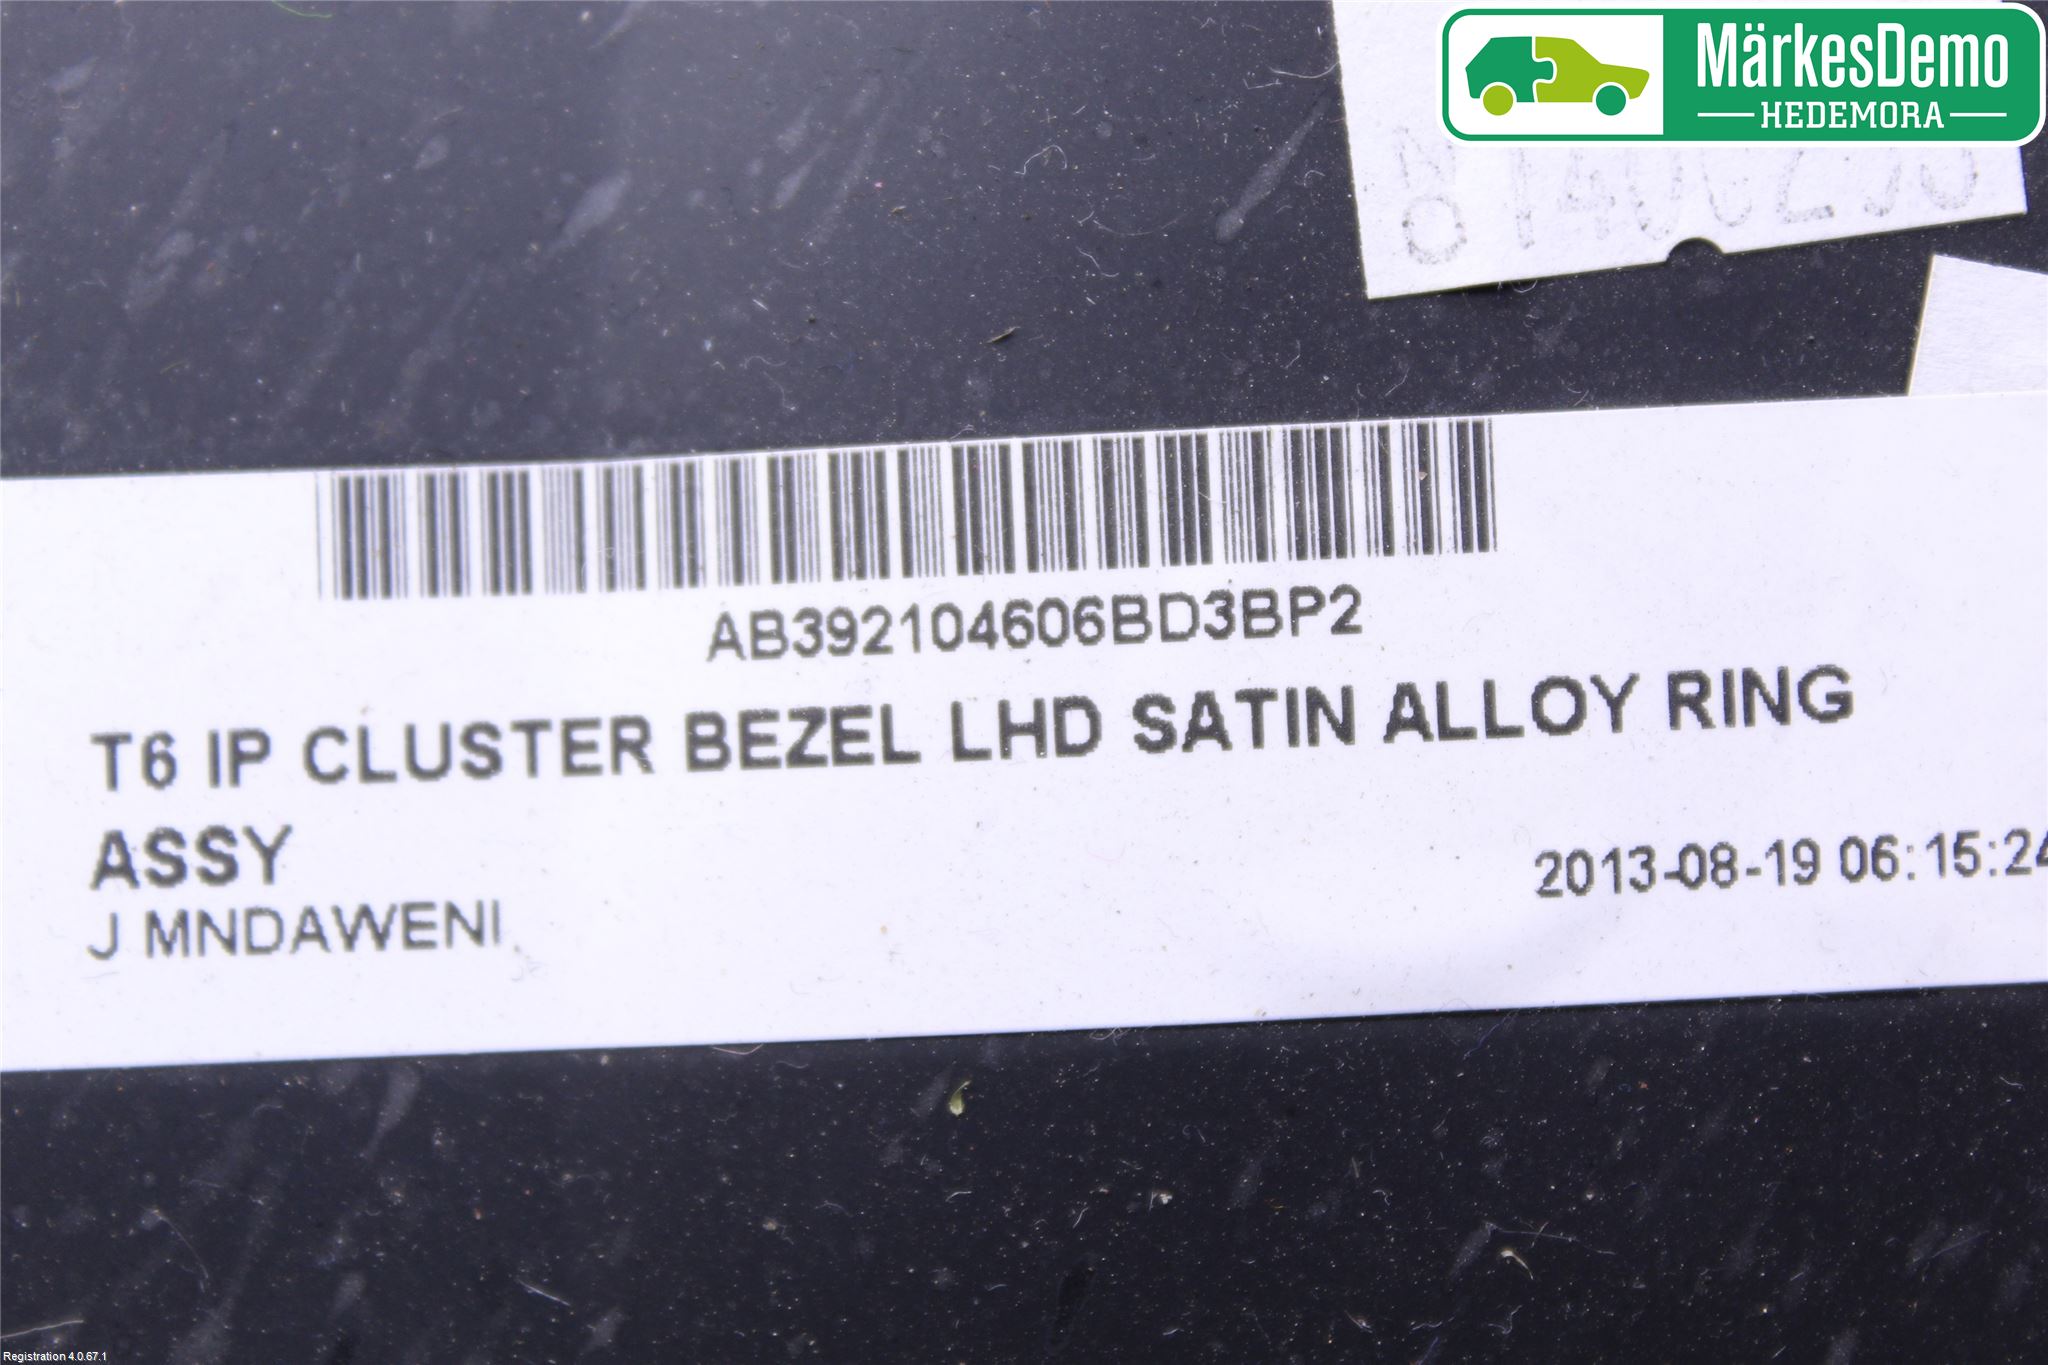 MärkesDemo
HEDEMORA
AB392104606BD3BP2
T6 IP CLUSTER BEZEL LHD SATIN ALLOY RING
ASSY
J MNDAWENI
2013-08-19 06:15:24
Registration 4.0.67.1